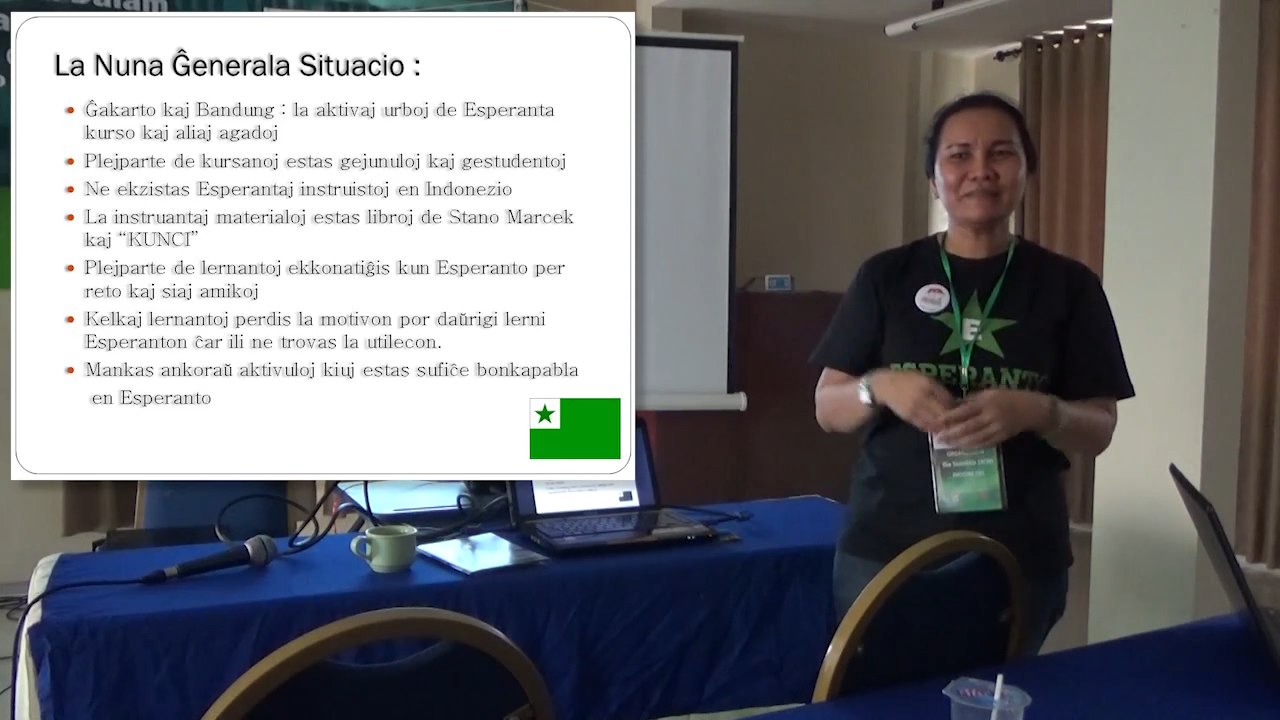 La Nuna Ĝenerala Situacio :
Ĝakarto kaj Bandung : la aktivaj urboj de Esperanta
kurso kaj aliaj agadoj
Plejparte de kursanoj estas gejunuloj kaj gestudentoj
Ne ekzistas Esperantaj instruistoj en Indonezio
La instruantaj materialoj estas libroj de Stano Marcek
kaj “KUNCI”
Plejparte de lernantoj ekkonatiĝis kun Esperanto per
reto kaj siaj amikoj
Kelkaj lernantoj perdis la motivon por daŭrigi lerni
Esperanton ĉar ili ne trovas la utilecon.
Mankas ankoraŭ aktivuloj kiuj estas sufiĉe bonkapabla
en Esperanto
E
ESPERANTO